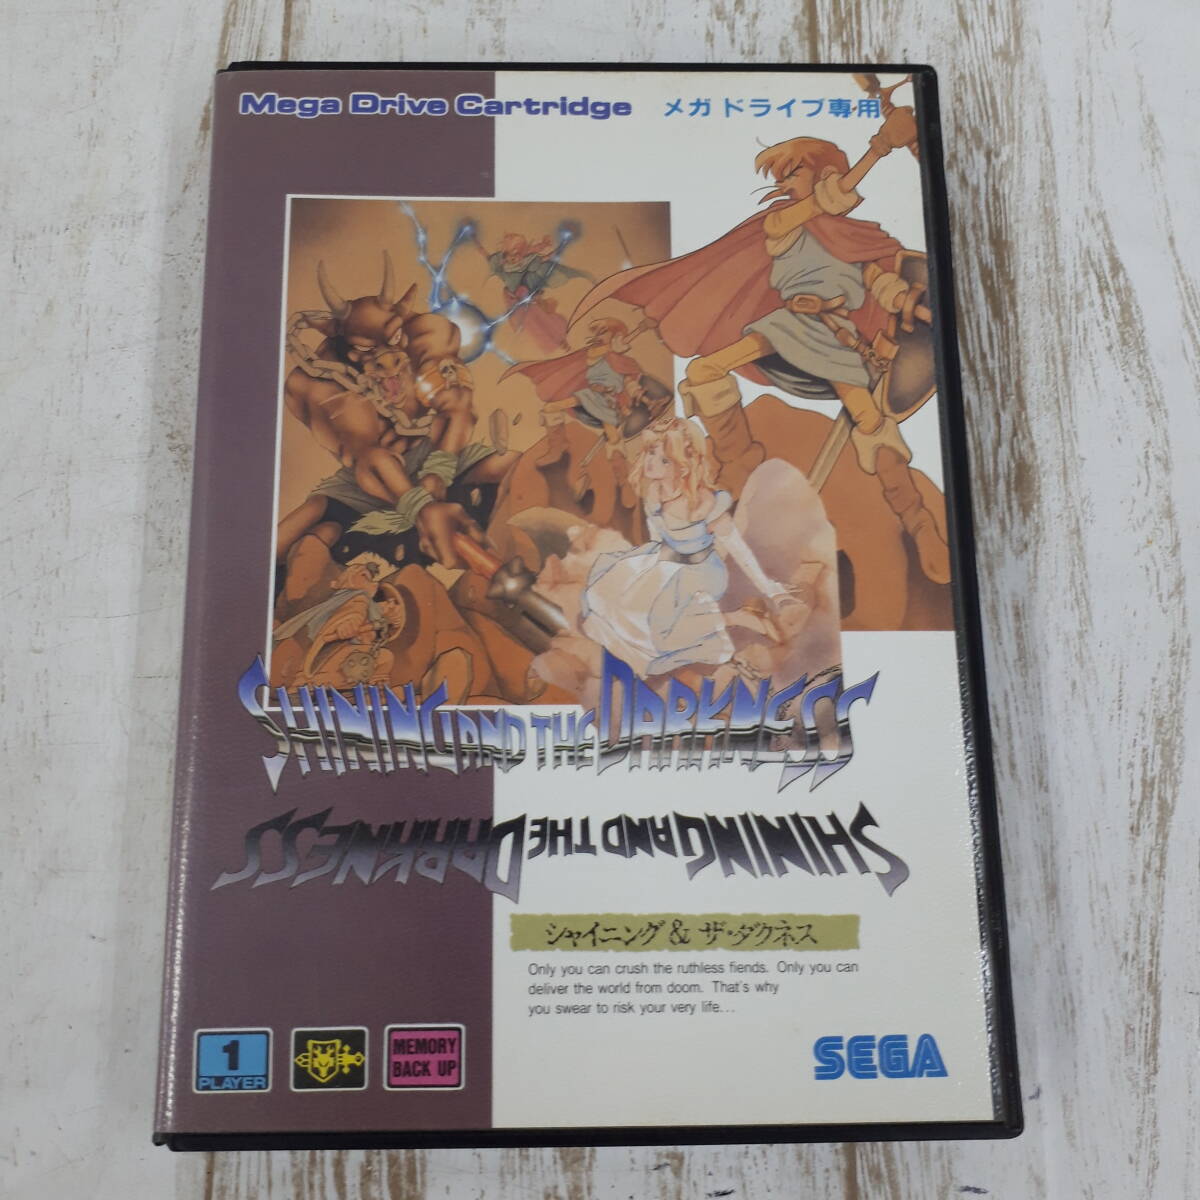 Mega Drive Cartridge メガドライブ専用
SHINING AND THE DARKNESS
SHINING AND THE DARKNESS
シャイニング & ザ・ダクネス
Only you can crush the ruthless fiends. Only you can
deliver the world from doom. That's why
you swear to risk your very life...
1
PLAYER
MEMORY
BACK UP
SEGA